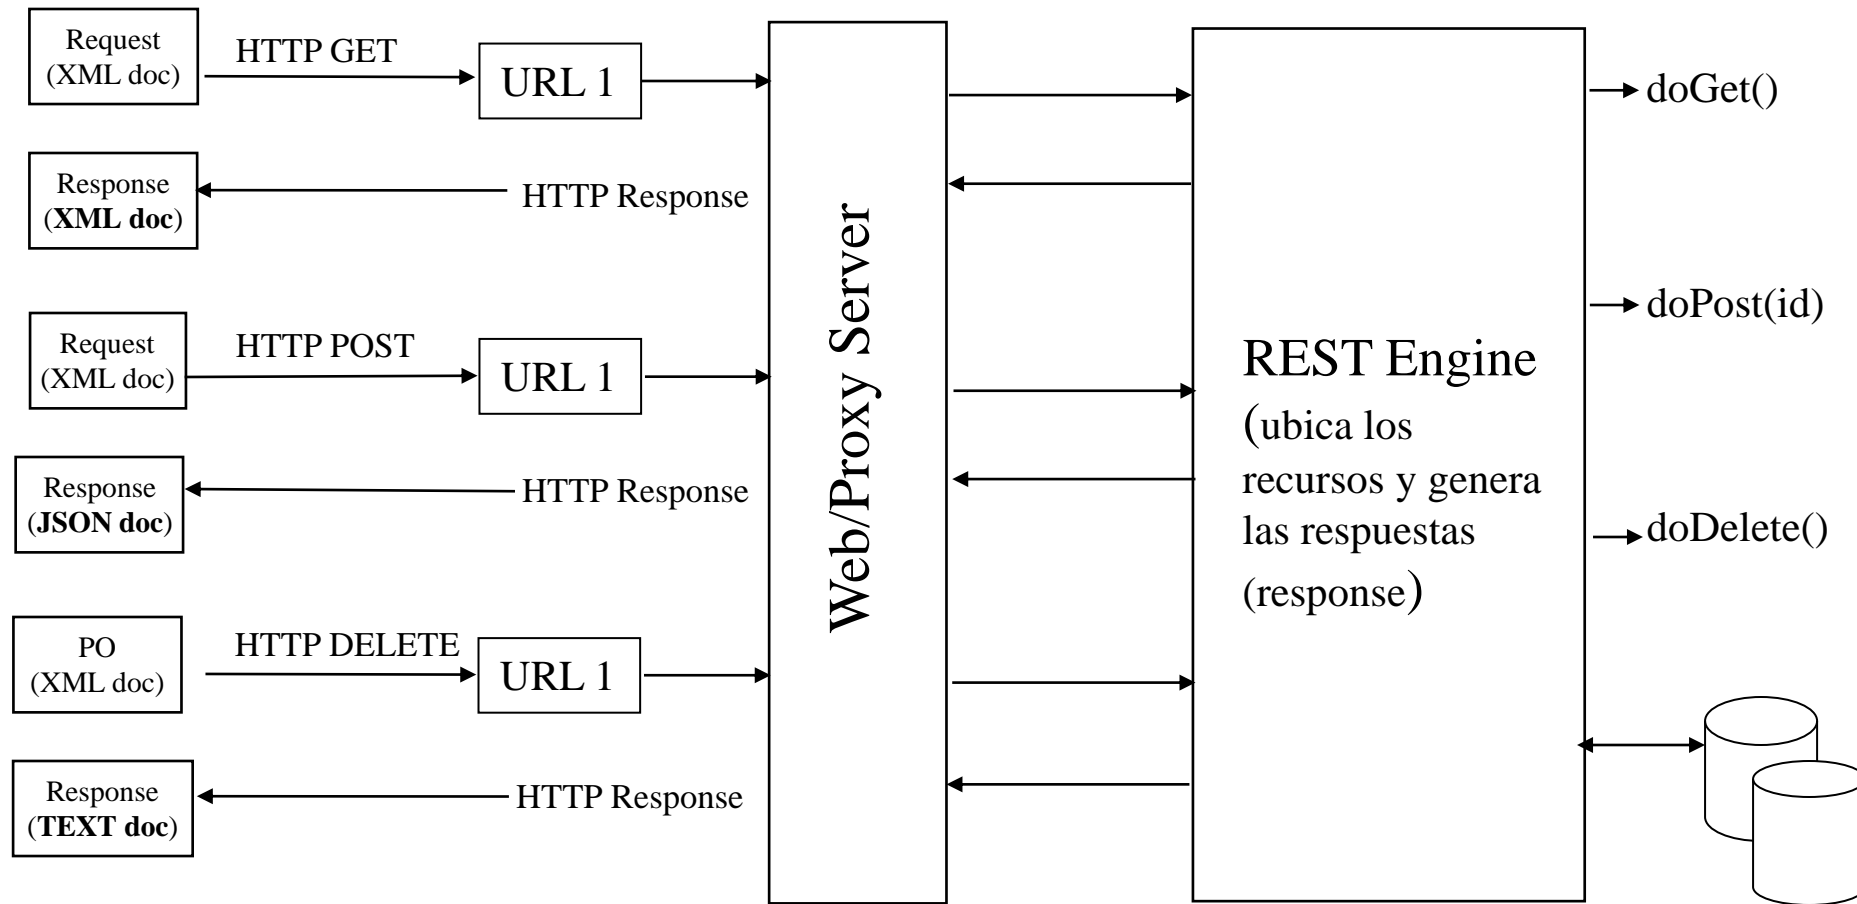 Request
(XML doc)
HTTP GET
URL 1
Response
(XML doc)
HTTP Response
Request
(XML doc)
HTTP POST
URL 1
Response
(JSON doc)
HTTP Response
PO
(XML doc)
HTTP DELETE
URL 1
Response
(TEXT doc)
HTTP Response
Web/Proxy Server
REST Engine
(ubica los
recursos y genera
las respuestas
(response)
doGet()
doPost(id)
doDelete()